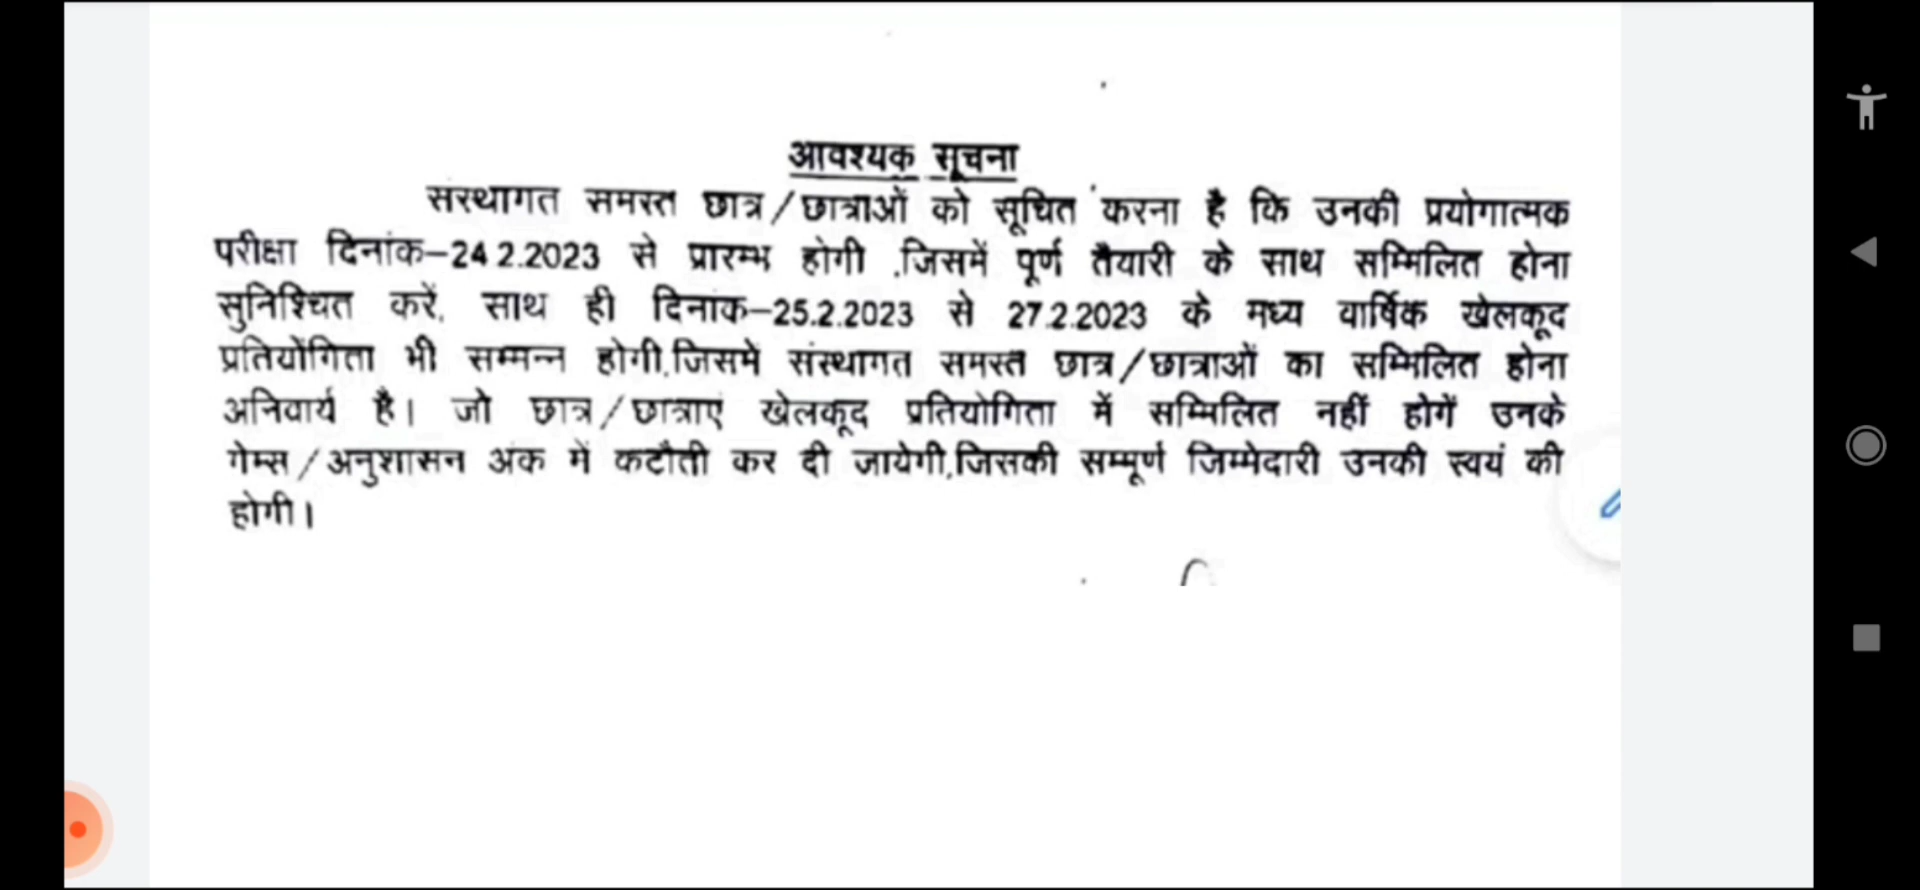 आवश्यक सूचना
संस्थागत समस्त छात्र/छात्राओं को सूचित करना है कि उनकी प्रयोगात्मक
परीक्षा दिनांक–24.2.2023 से प्रारम्भ होगी ,जिसमें पूर्ण तैयारी के साथ सम्मिलित होना
सुनिश्चित करें, साथ ही दिनांक–25.2.2023 से 27.2.2023 के मध्य वार्षिक खेलकूद
प्रतियोगिता भी सम्मन्न होगी,जिसमें संस्थागत समस्त छात्र/छात्राओं का सम्मिलित होना
अनिवार्य है। जो छात्र/छात्राएं खेलकूद प्रतियोगिता में सम्मिलित नहीं होगें उनके
गेम्स/अनुशासन अंक में कटौती कर दी जायेगी,जिसकी सम्पूर्ण जिम्मेदारी उनकी स्वयं की
होगी।